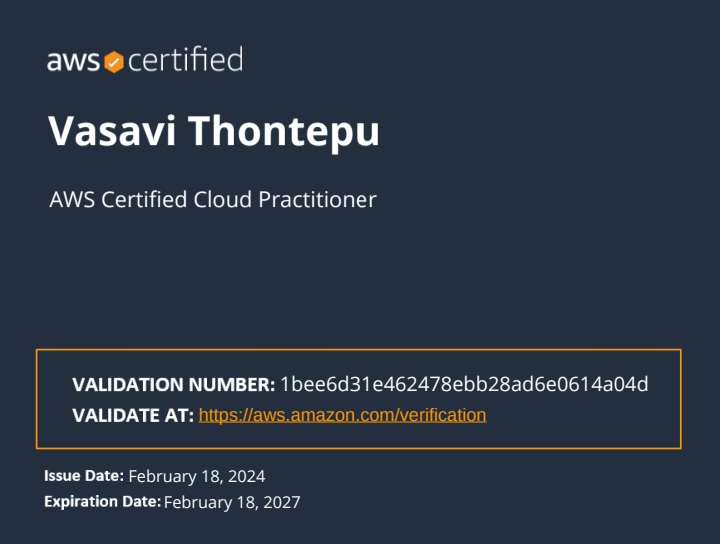 aws certified
Vasavi Thontepu
AWS Certified Cloud Practitioner
VALIDATION NUMBER: 1bee6d31e462478ebb28ad6e0614a04d
VALIDATE AT: https://aws.amazon.com/verification
Issue Date: February 18, 2024
Expiration Date: February 18, 2027